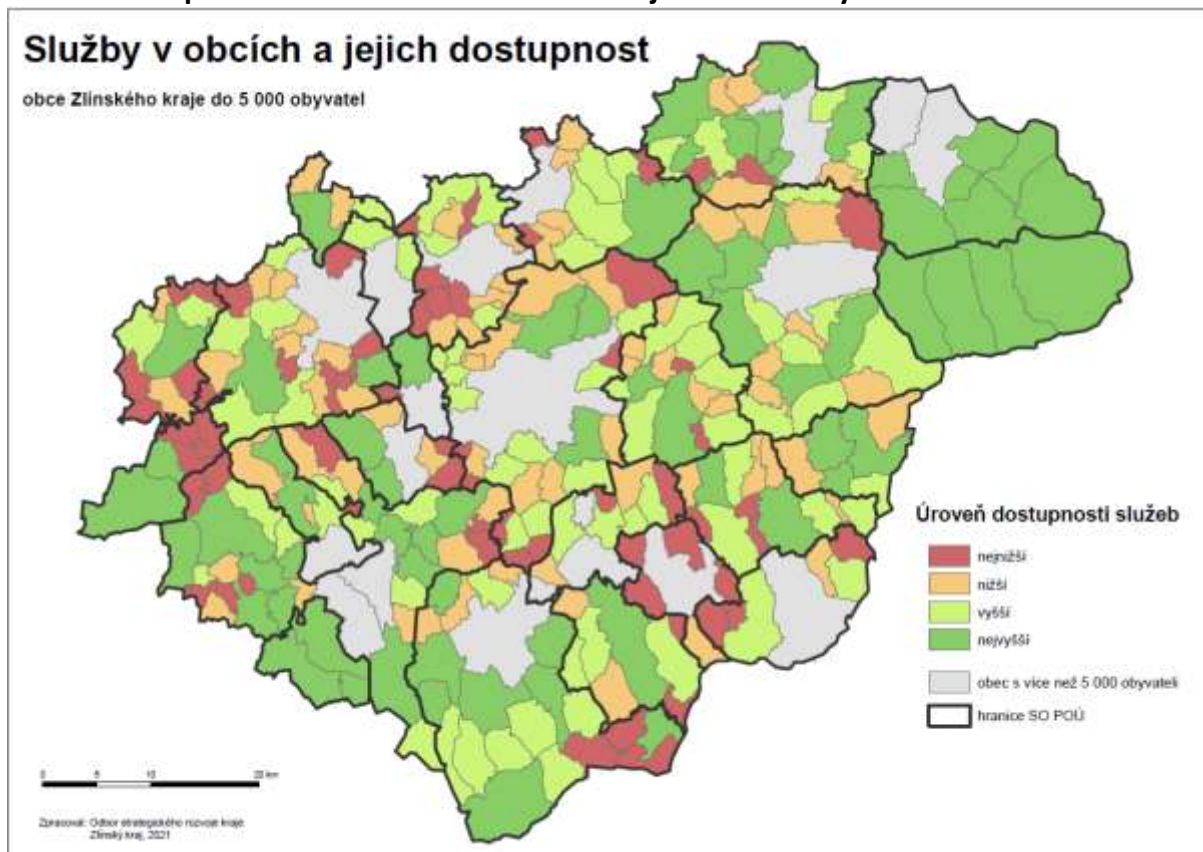 Služby v obcích a jejich dostupnost
obce Zlínského kraje do 5 000 obyvatel
Úroveň dostupnosti služeb
nejnižší
nižší
vyšší
nejvyšší
obec s více než 5 000 obyvateli
hranice SO POÚ
0 5 10 20 km
Zpracoval: Odbor strategického rozvoje kraje
Zlínský kraj, 2021